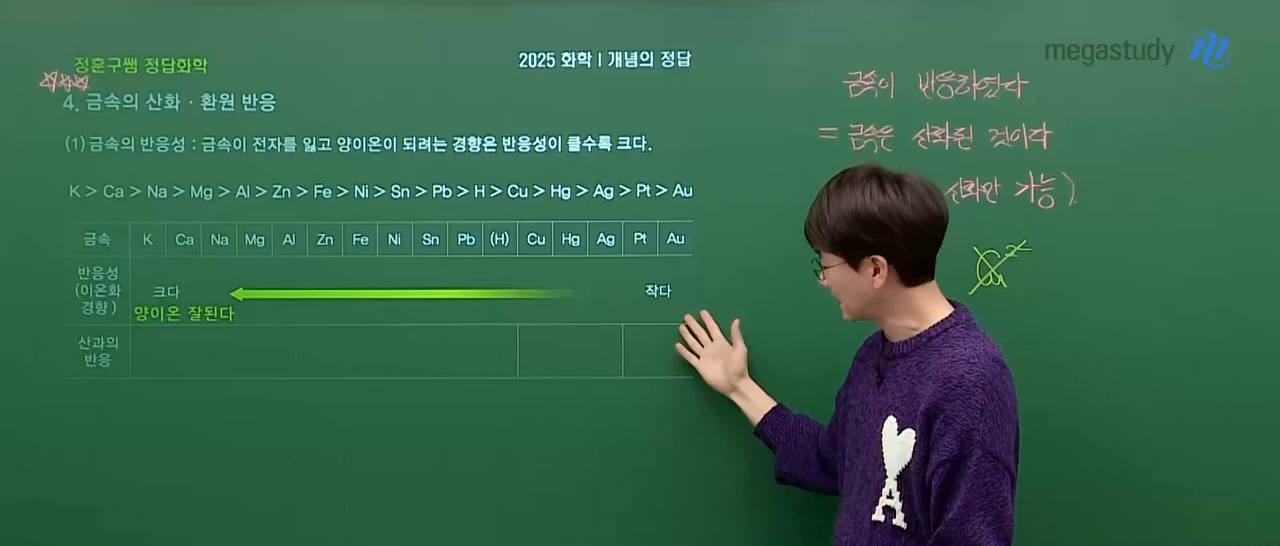 정훈구쌤 정답화학
2025 화학Ⅰ개념의 정답
megastudy
4. 금속의 산화 · 환원 반응
(1) 금속의 반응성 : 금속이 전자를 잃고 양이온이 되려는 경향은 반응성이 클수록 크다.
K > Ca > Na > Mg > Al > Zn > Fe > Ni > Sn > Pb > H > Cu > Hg > Ag > Pt > Au
금속 K Ca Na Mg Al Zn Fe Ni Sn Pb (H) Cu Hg Ag Pt Au
반응성
(이온화
경향)
크다 작다
양이온 잘된다
산과의
반응
금속이 반응하였다
= 금속은 산화된 것이다
산화만 가능).
A